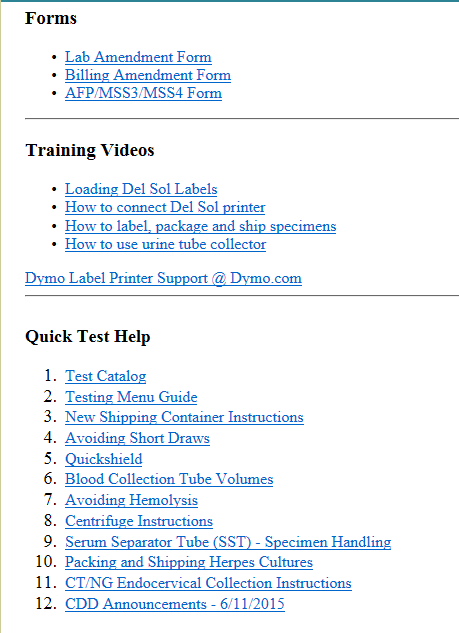 Forms
• Lab Amendment Form
• Billing Amendment Form
• AFP/MSS3/MSS4 Form
Training Videos
• Loading Del Sol Labels
• How to connect Del Sol printer
• How to label, package and ship specimens
• How to use urine tube collector
Dymo Label Printer Support @ Dymo.com
Quick Test Help
1. Test Catalog
2. Testing Menu Guide
3. New Shipping Container Instructions
4. Avoiding Short Draws
5. Quickshield
6. Blood Collection Tube Volumes
7. Avoiding Hemolysis
8. Centrifuge Instructions
9. Serum Separator Tube (SST) - Specimen Handling
10. Packing and Shipping Herpes Cultures
11. CT/NG Endocervical Collection Instructions
12. CDD Announcements - 6/11/2015